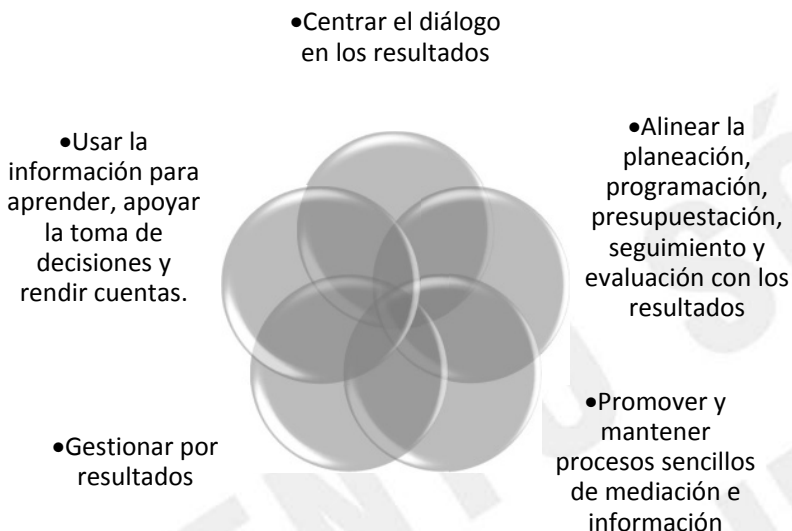 •Centrar el diálogo
en los resultados
•Alinear la
planeación,
programación,
presupuestación,
seguimiento y
evaluación con los
resultados
•Promover y
mantener
procesos sencillos
de mediación e
información
•Gestionar por
resultados
•Usar la
información para
aprender, apoyar
la toma de
decisiones y
rendir cuentas.